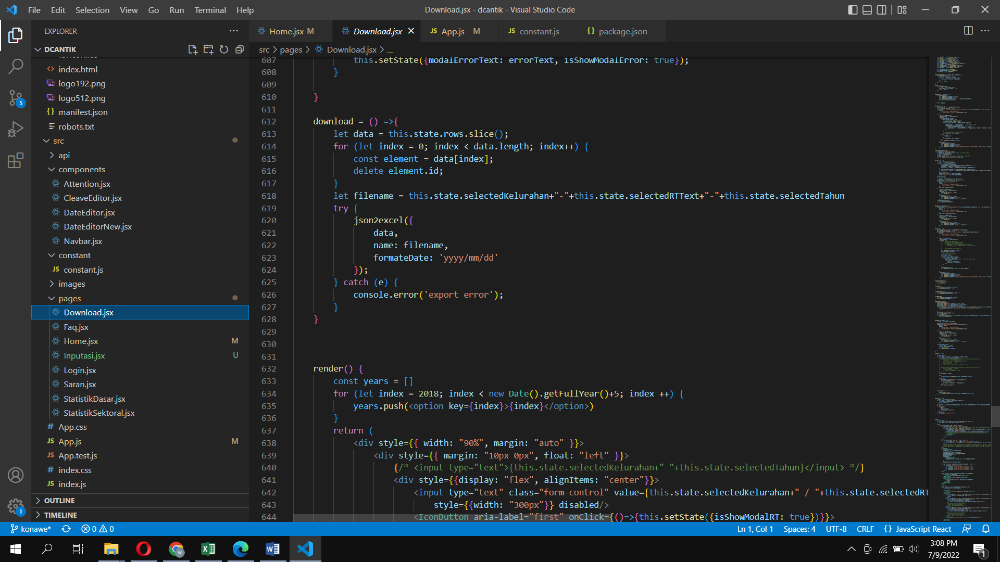 File Edit Selection View Go Run Terminal Help
Download.jsx - dcantik - Visual Studio Code
EXPLORER
DCANTIK
index.html
logo192.png
logo512.png
manifest.json
robots.txt
src
api
components
Attention.jsx
CleaveEditor.jsx
DateEditor.jsx
DateEditorNew.jsx
Navbar.jsx
constant
JS constant.js
images
pages
Download.jsx
Faq.jsx
Home.jsx M
Inputasi.jsx U
Login.jsx
Saran.jsx
StatistikDasar.jsx
StatistikSektoral.jsx
# App.css
JS App.js M
JS App.test.js
# index.css
JS index.js
OUTLINE
TIMELINE
5
1
Home.jsx M Download.jsx JS App.js M JS constant.js {} package.json
src > pages > Download.jsx > ...
607 this.setState({modalErrorText: errorText, isShowModalError: true});
608 }
609
610 }
611
612 download = () =>{
613 let data = this.state.rows.slice();
614 for (let index = 0; index < data.length; index++) {
615 const element = data[index];
616 delete element.id;
617 }
618 let filename = this.state.selectedKelurahan+"-"+this.state.selectedRTText+"-"+this.state.selectedTahun
619 try {
620 json2excel({
621 data,
622 name: filename,
623 formateDate: 'yyyy/mm/dd'
624 });
625 } catch (e) {
626 console.error('export error');
627 }
628 }
629
630
631
632 render() {
633 const years = []
634 for (let index = 2018; index < new Date().getFullYear()+5; index ++) {
635 years.push(<option key={index}>{index}</option>)
636 }
637 return (
638 <div style={{ width: "90%", margin: "auto" }}>
639 <div style={{ margin: "10px 0px", float: "left" }}>
640 {/* <input type="text">{this.state.selectedKelurahan+" "+this.state.selectedTahun}</input> */}
641 <div style={{display: "flex", alignItems: "center"}}>
642 <input type="text" class="form-control" value={this.state.selectedKelurahan+" / "+this.state.selectedRT
643 style={{width: "300px"}} disabled/>
644 <IconButton aria-label="first" onClick={()=>{this.setState({isShowModalRT: true})}}>
konawe* 0 0 Ln 1, Col 1 Spaces: 4 UTF-8 CRLF {} JavaScript React
3:08 PM
7/9/2022
1